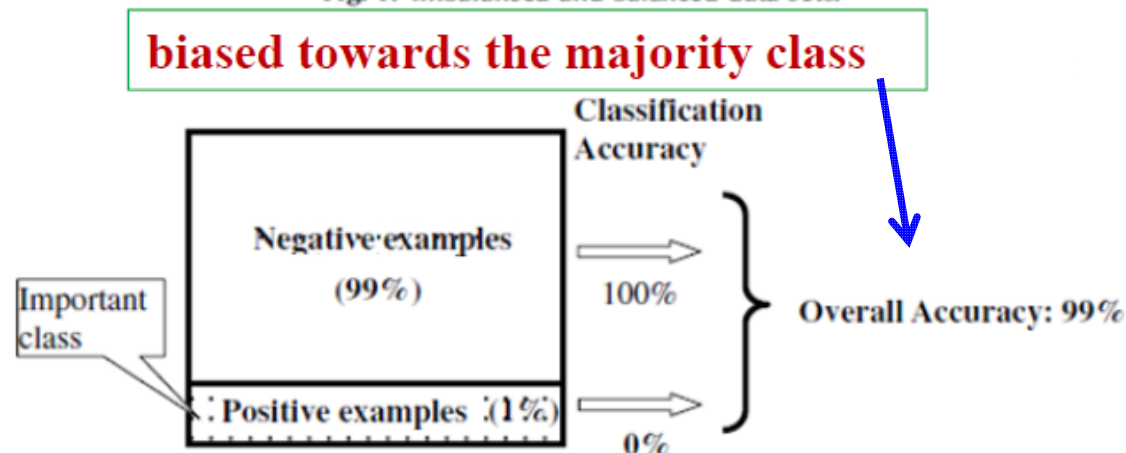 biased towards the majority class
Classification
Accuracy
Negative examples
(99%)
100%
Important
class
Overall Accuracy: 99%
Positive examples (1%)
0%